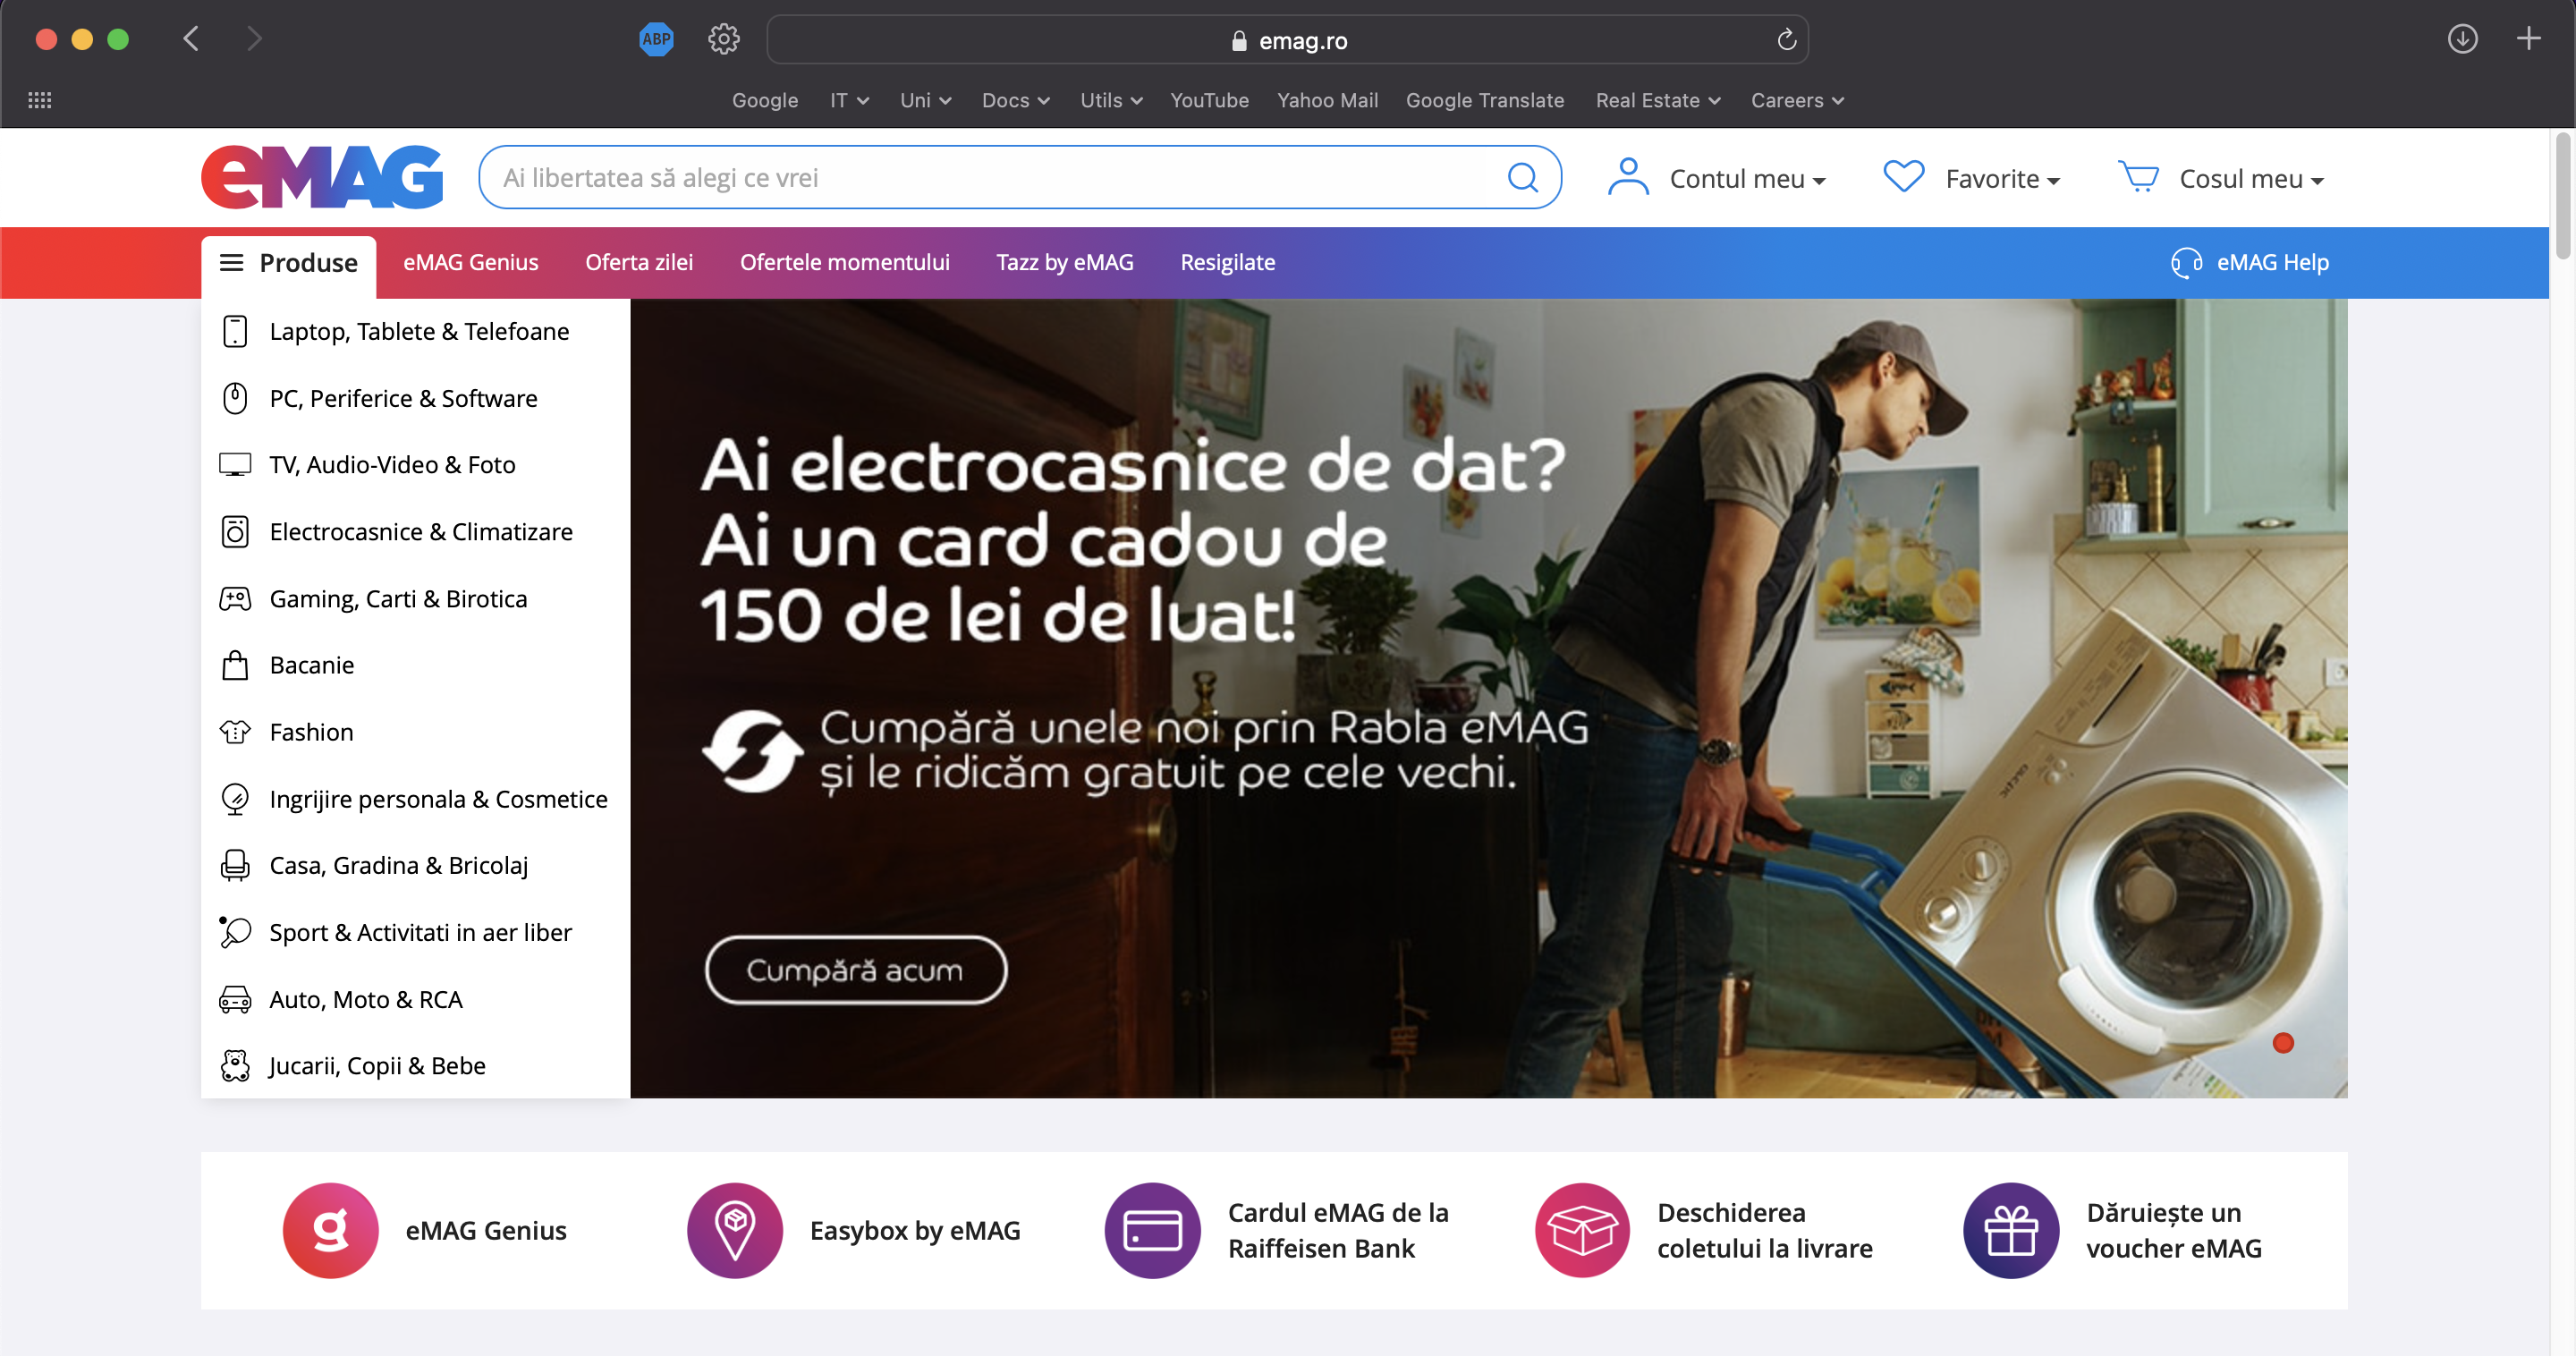 ABP
emag.ro
Google IT Uni Docs Utils YouTube Yahoo Mail Google Translate Real Estate Careers
eMAG
Ai libertatea să alegi ce vrei
Contul meu
Favorite
Cosul meu
Produse
eMAG Genius
Oferta zilei
Ofertele momentului
Tazz by eMAG
Resigilate
eMAG Help
Laptop, Tablete & Telefoane
PC, Periferice & Software
TV, Audio-Video & Foto
Electrocasnice & Climatizare
Gaming, Carti & Birotica
Bacanie
Fashion
Ingrijire personala & Cosmetice
Casa, Gradina & Bricolaj
Sport & Activitati in aer liber
Auto, Moto & RCA
Jucarii, Copii & Bebe
Ai electrocasnice de dat?
Ai un card cadou de
150 de lei de luat!
Cumpără unele noi prin Rabla eMAG
și le ridicăm gratuit pe cele vechi.
Cumpără acum
arctic
g
eMAG Genius
Easybox by eMAG
Cardul eMAG de la
Raiffeisen Bank
Deschiderea
coletului la livrare
Dăruiește un
voucher eMAG